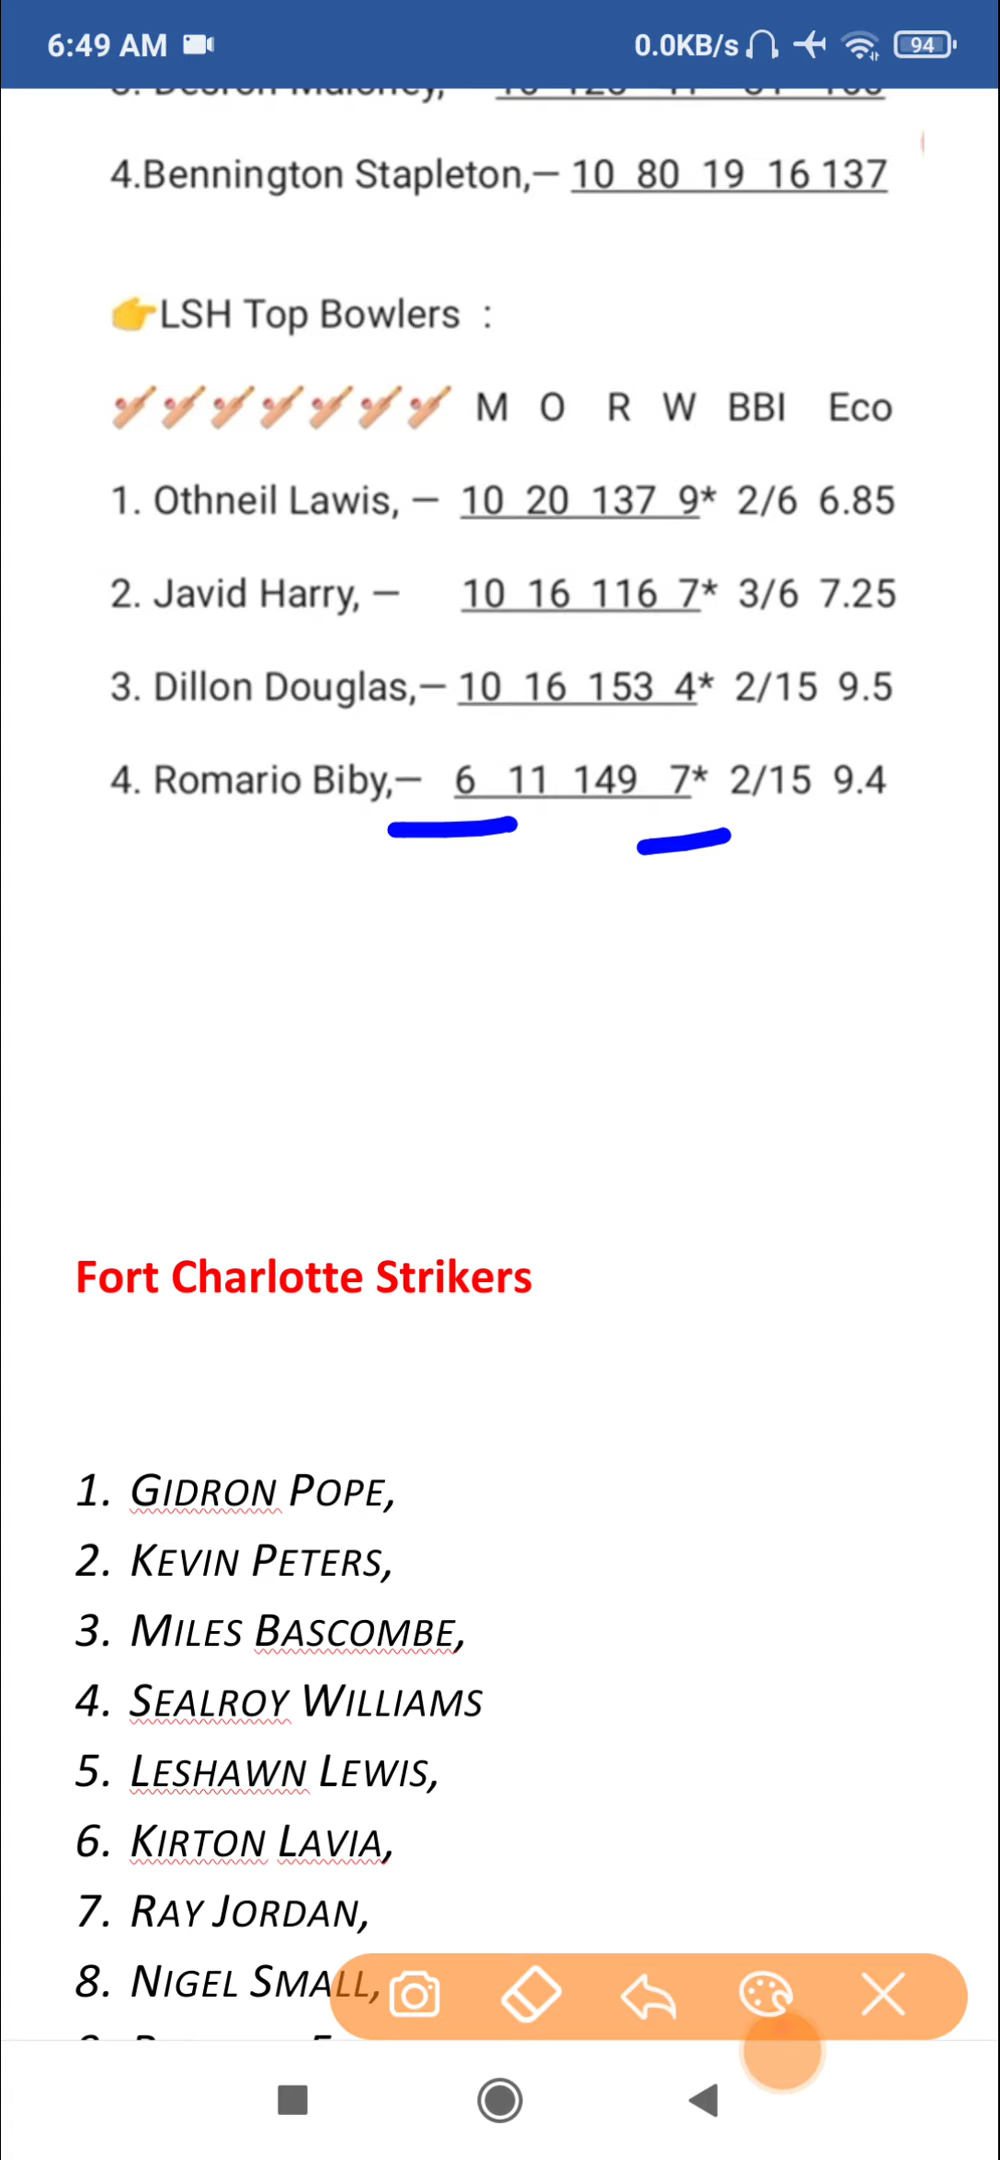 6:49 AM 0.0KB/s 94
4.Bennington Stapleton,– 10 80 19 16 137
👉LSH Top Bowlers :
🏏🏏🏏🏏🏏🏏🏏 M O R W BBI Eco
1. Othneil Lawis, – 10 20 137 9* 2/6 6.85
2. Javid Harry, – 10 16 116 7* 3/6 7.25
3. Dillon Douglas,– 10 16 153 4* 2/15 9.5
4. Romario Biby,– 6 11 149 7* 2/15 9.4
Fort Charlotte Strikers
1. GIDRON POPE,
2. KEVIN PETERS,
3. MILES BASCOMBE,
4. SEALROY WILLIAMS
5. LESHAWN LEWIS,
6. KIRTON LAVIA,
7. RAY JORDAN,
8. NIGEL SMALL,